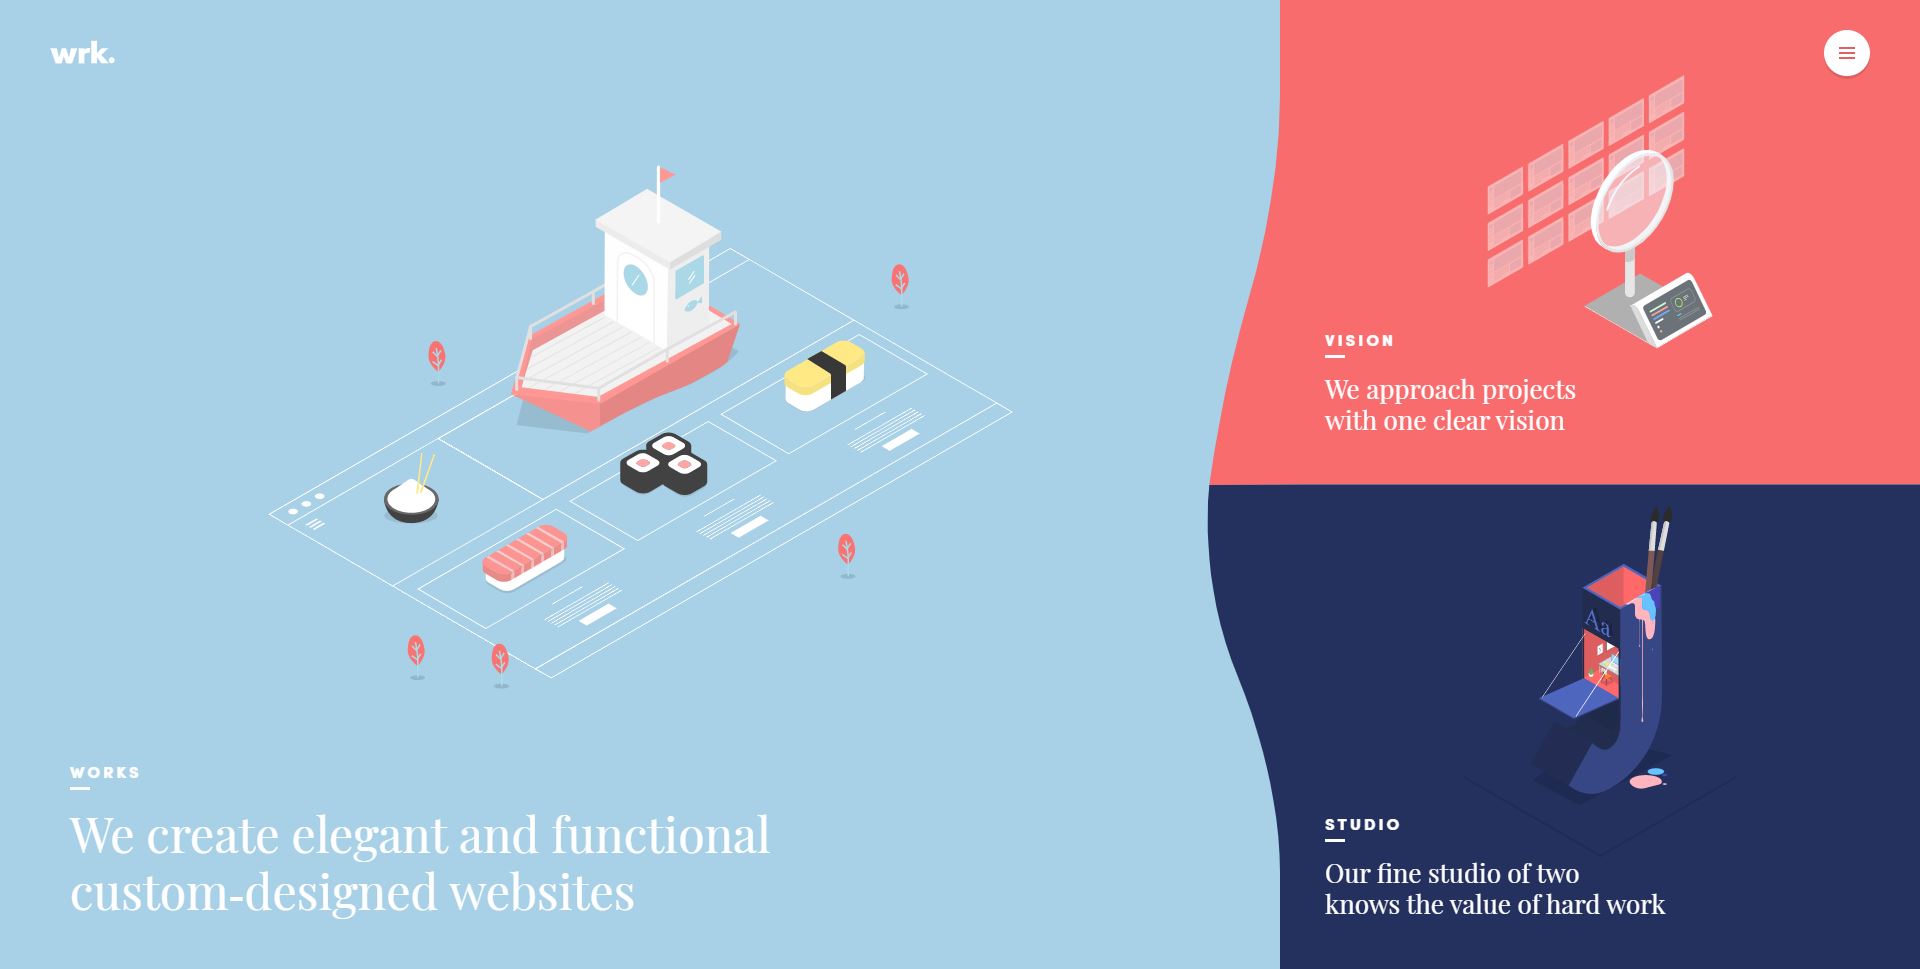 wrk.
WORKS
We create elegant and functional
custom-designed websites
VISION
We approach projects
with one clear vision
Aa
STUDIO
Our fine studio of two
knows the value of hard work